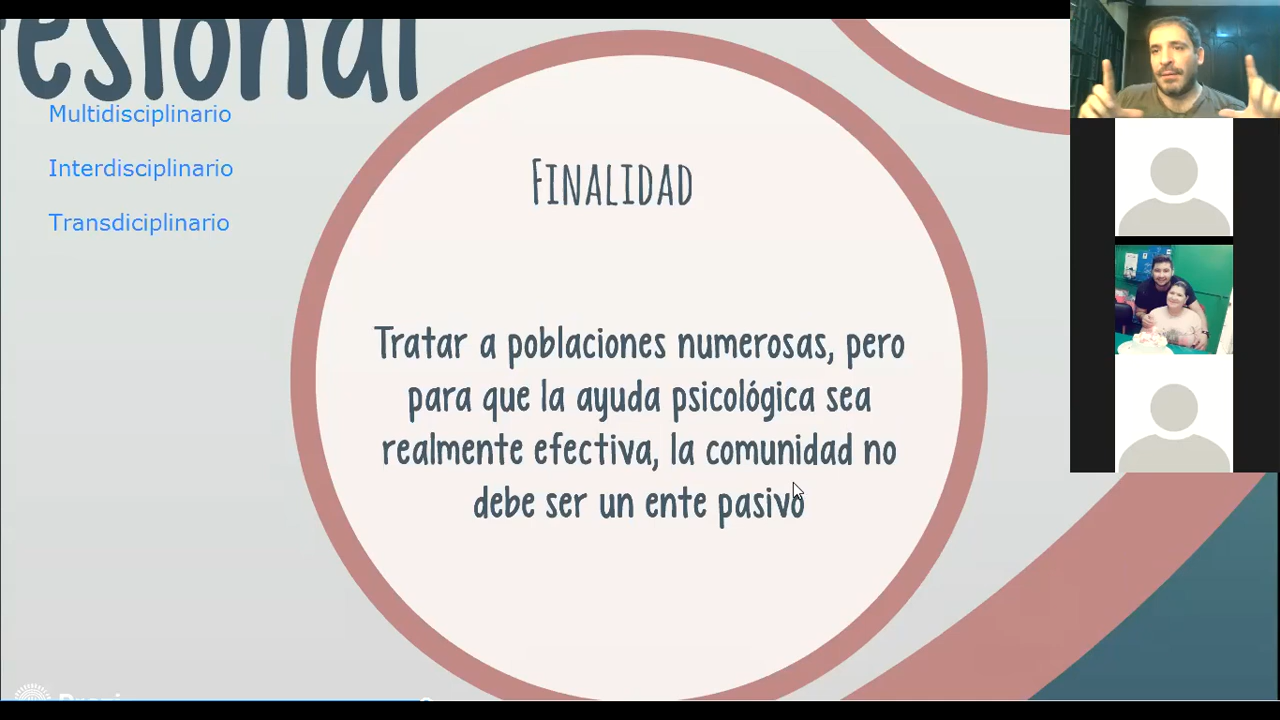 esional
Multidisciplinario
Interdisciplinario
Transdiciplinario
Finalidad
Tratar a poblaciones numerosas, pero
para que la ayuda psicológica sea
realmente efectiva, la comunidad no
debe ser un ente pasivo